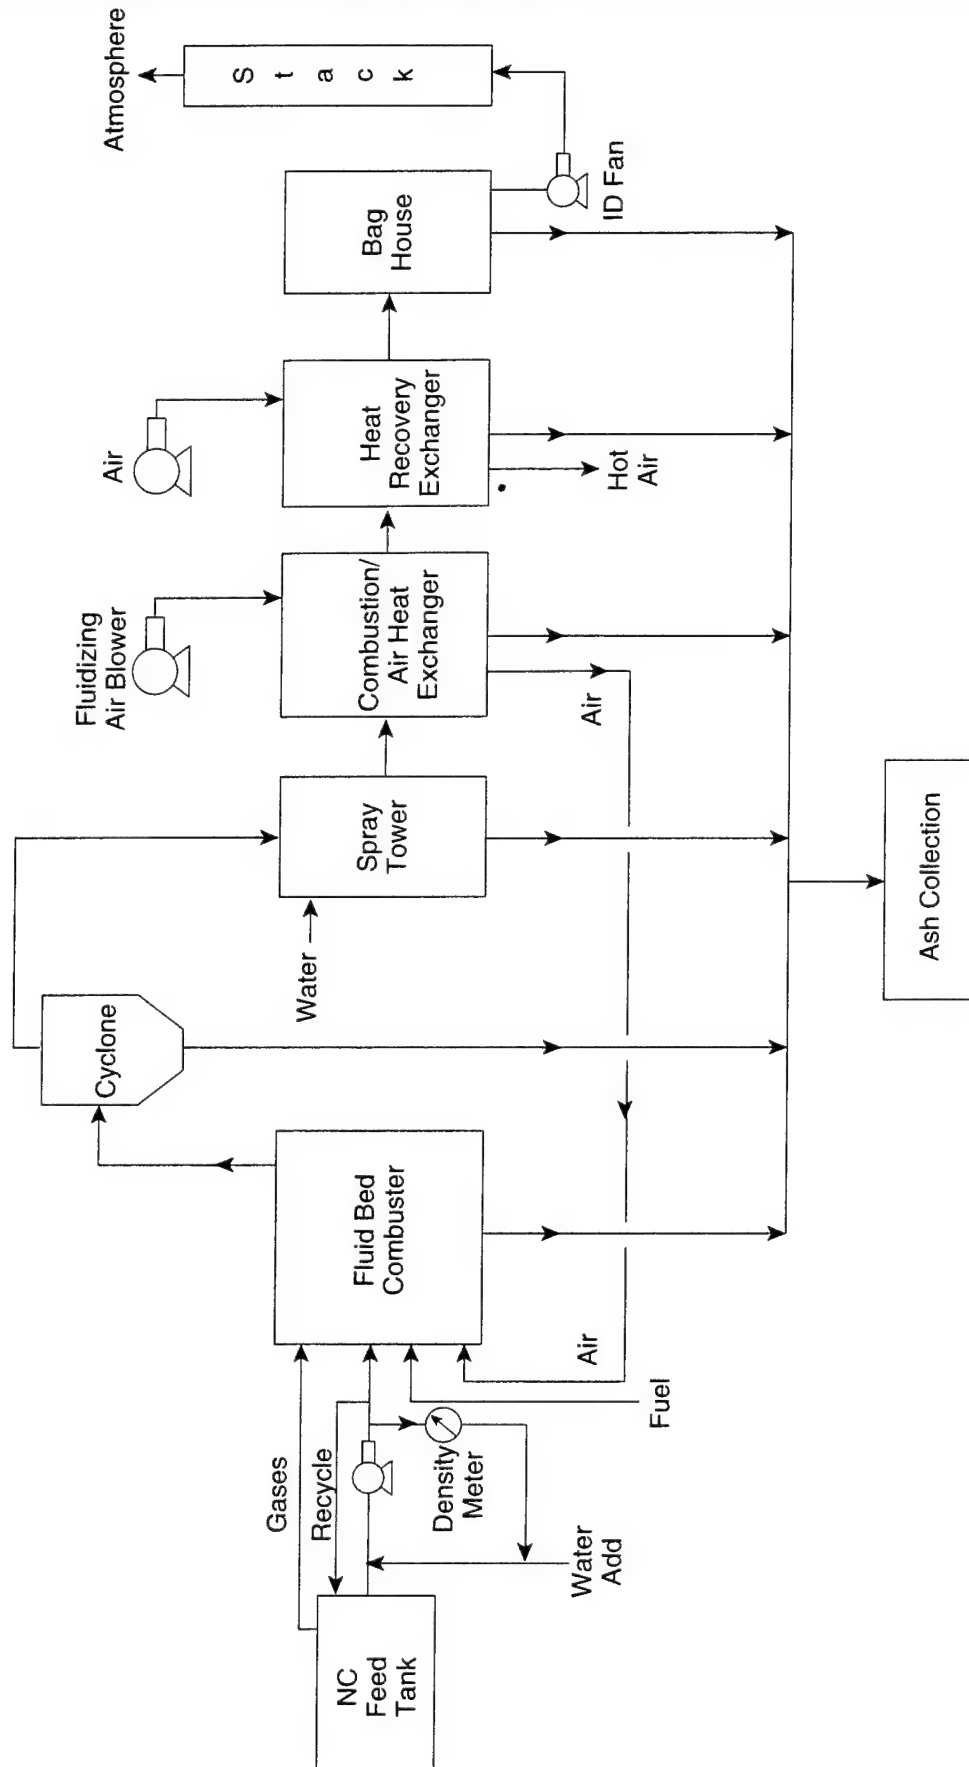 NC
Feed
Tank
Gases
Recycle
Density
Meter
Water
Add
Fuel
Air
Fluid Bed
Combuster
Cyclone
Water
Spray
Tower
Fluidizing
Air Blower
Combustion/
Air Heat
Exchanger
Air
Air
Heat
Recovery
Exchanger
Hot
Air
Bag
House
ID Fan
Stack
Atmosphere
Ash Collection